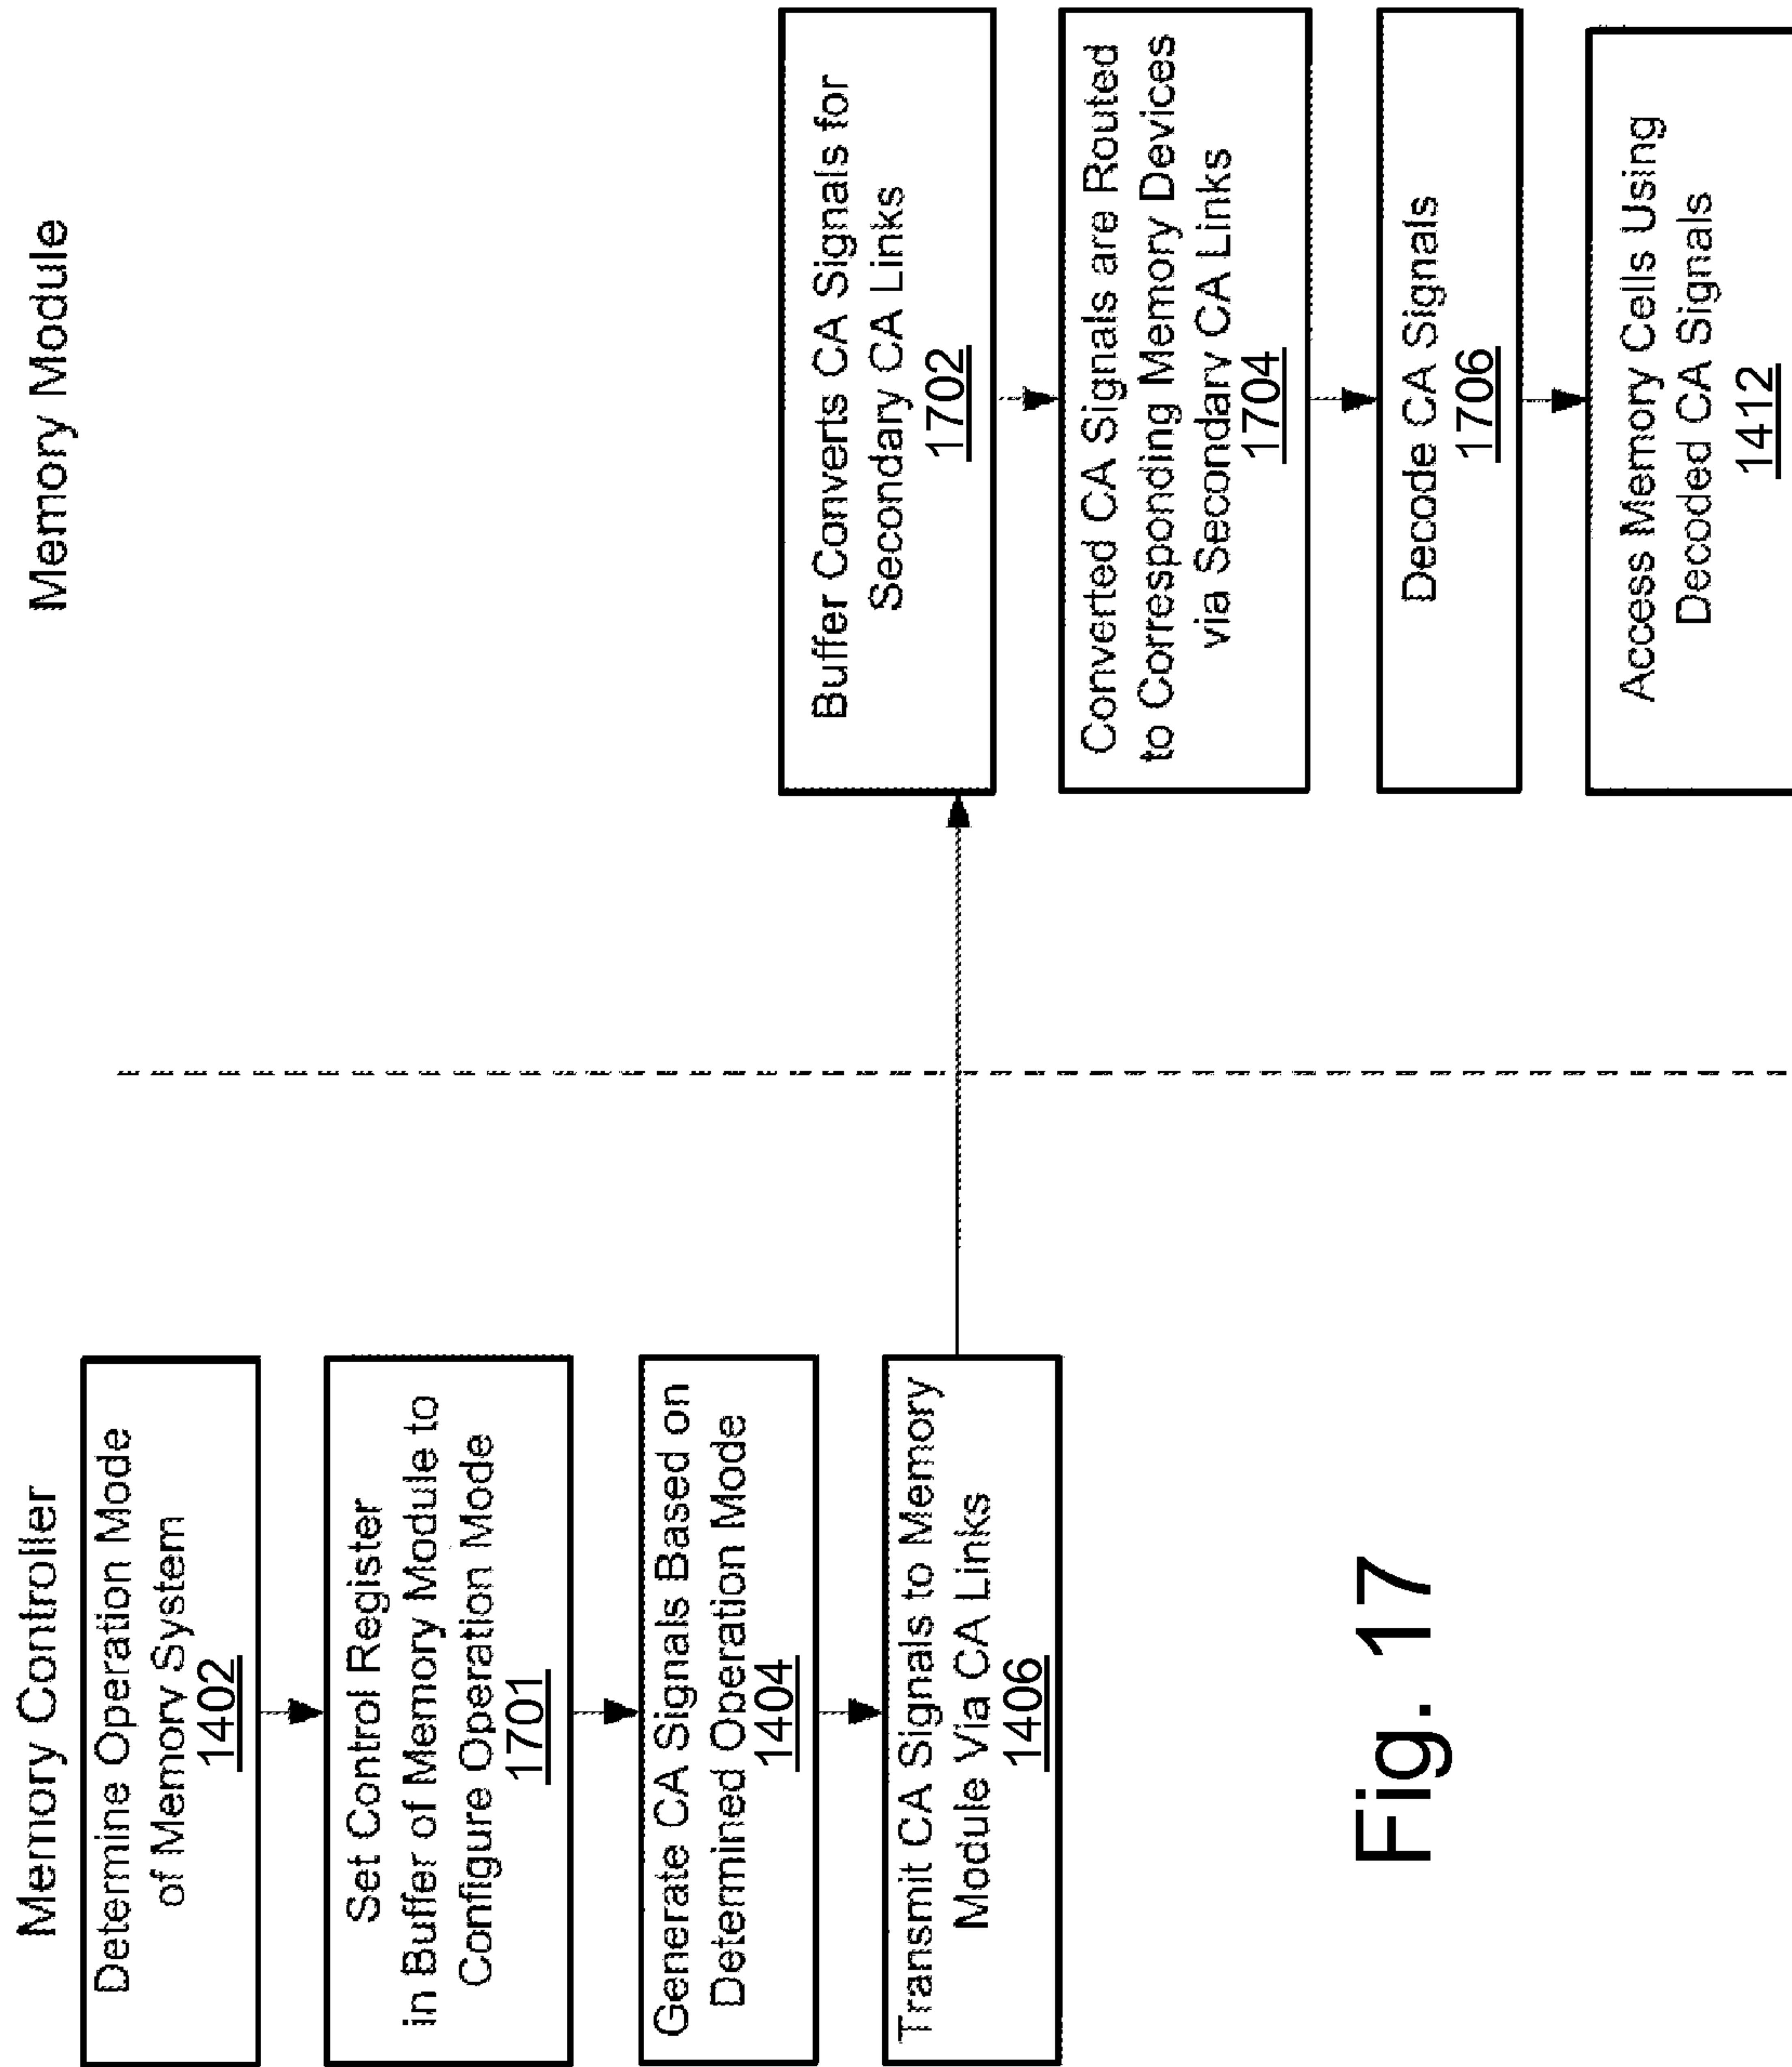 Memory Controller
Determine Operation Mode
of Memory System
1402
Set Control Register
in Buffer of Memory Module to
Configure Operation Mode
1701
Generate CA Signals Based on
Determined Operation Mode
1404
Transmit CA Signals to Memory
Module Via CA Links
1406
Memory Module
Buffer Converts CA Signals for
Secondary CA Links
1702
Converted CA Signals are Routed
to Corresponding Memory Devices
via Secondary CA Links
1704
Decode CA Signals
1706
Access Memory Cells Using
Decoded CA Signals
1412
Fig. 17